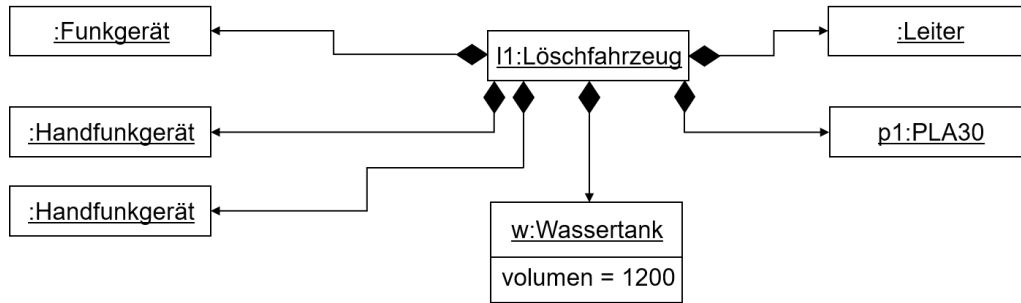 :Funkgerät
l1:Löschfahrzeug
:Leiter
:Handfunkgerät
p1:PLA30
:Handfunkgerät
w:Wassertank
volumen = 1200